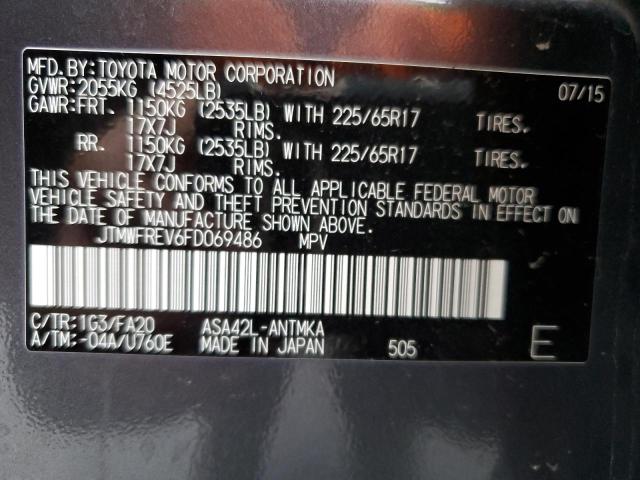 MFD.BY:TOYOTA MOTOR CORPORATION 07/15
GVWR:2055KG (4525LB)
GAWR:FRT. 1150KG (2535LB) WITH 225/65R17 TIRES.
17X7J RIMS.
RR. 1150KG (2535LB) WITH 225/65R17 TIRES.
17X7J RIMS.
THIS VEHICLE CONFORMS TO ALL APPLICABLE FEDERAL MOTOR
VEHICLE SAFETY AND THEFT PREVENTION STANDARDS IN EFFECT ON
THE DATE OF MANUFACTURE SHOWN ABOVE.
JTMWFREV6FD069486 MPV
C/TR:1G3/FA20 ASA42L-ANTMKA
A/TM:-04A/U760E MADE IN JAPAN 505 E